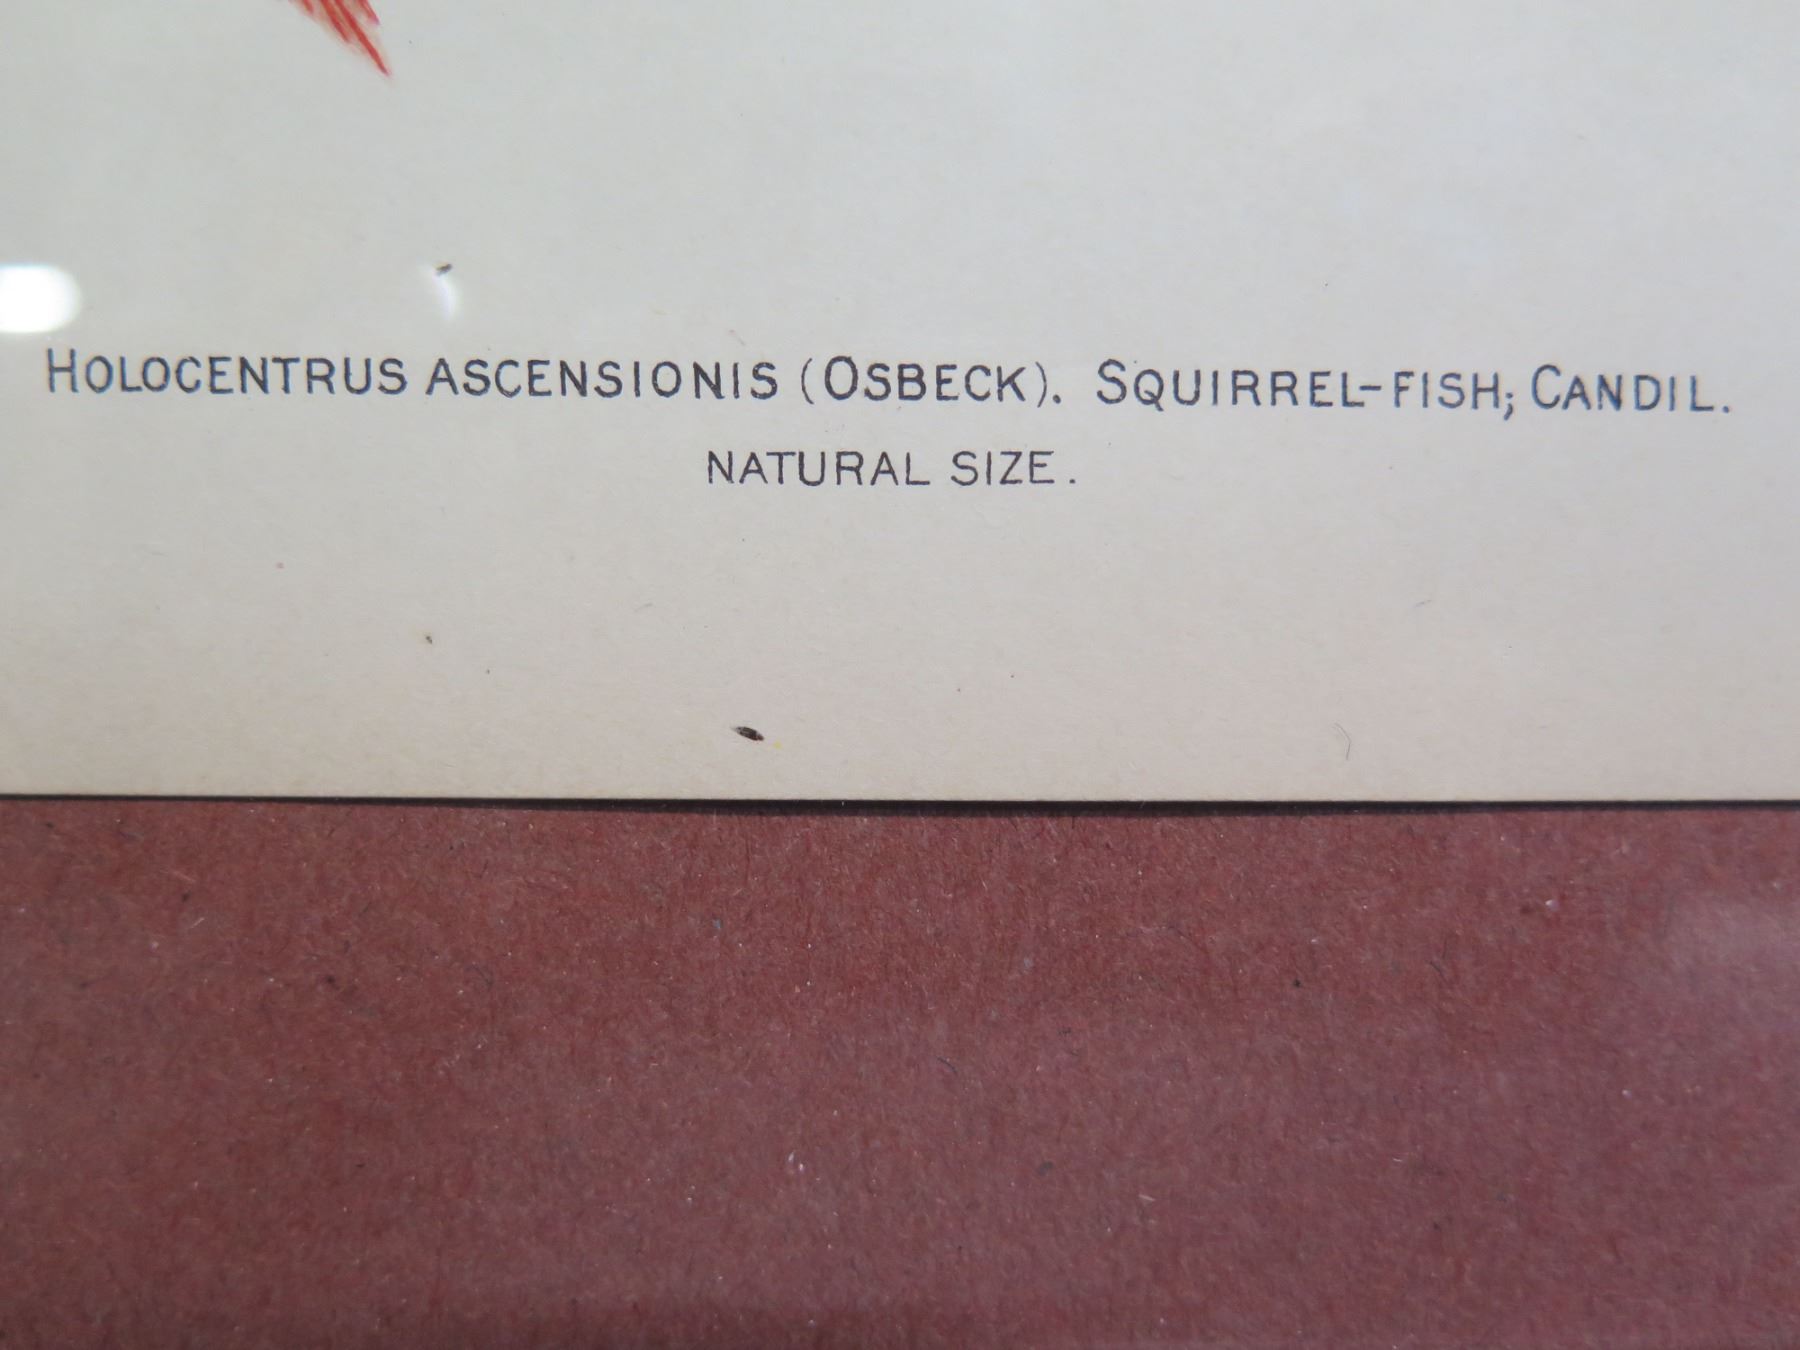 HOLOCENTRUS ASCENSIONIS (OSBECK). SQUIRREL-FISH; CANDIL.
NATURAL SIZE.